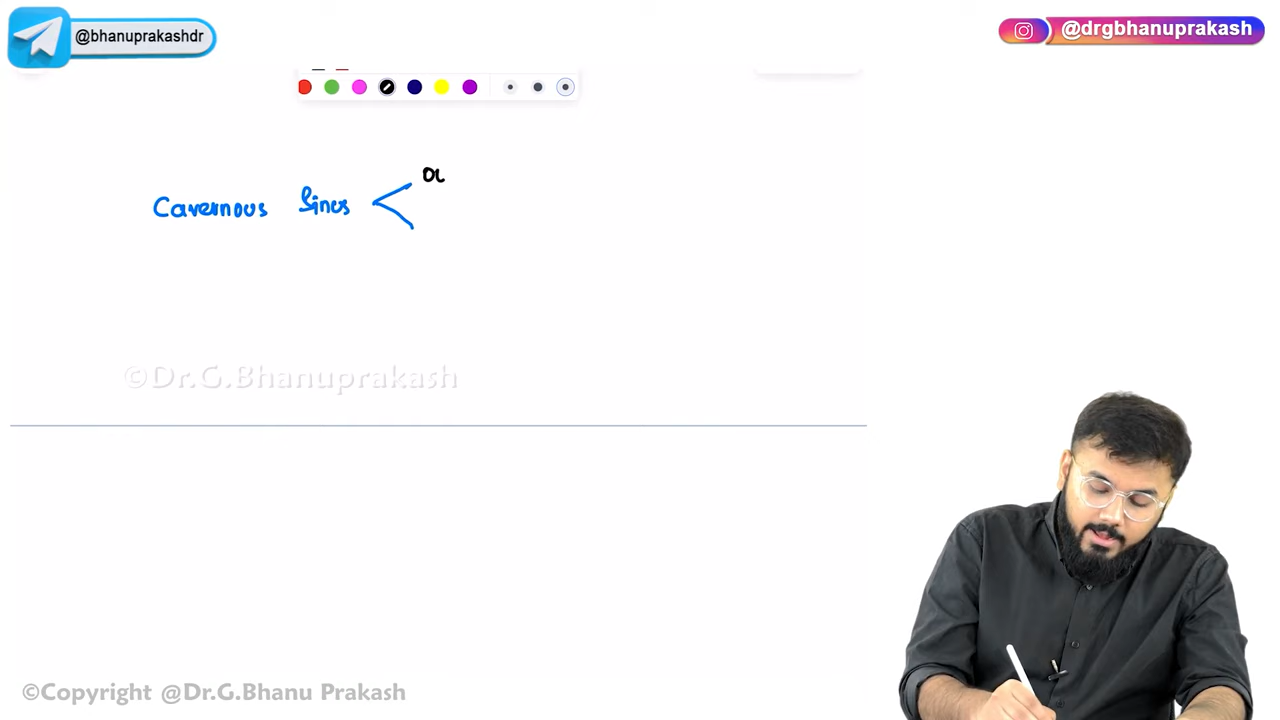 @bhanuprakashdr
@drgbhanuprakash
Cavernous Sinus
©Dr.G.Bhanuprakash
©Copyright @Dr.G.Bhanu Prakash